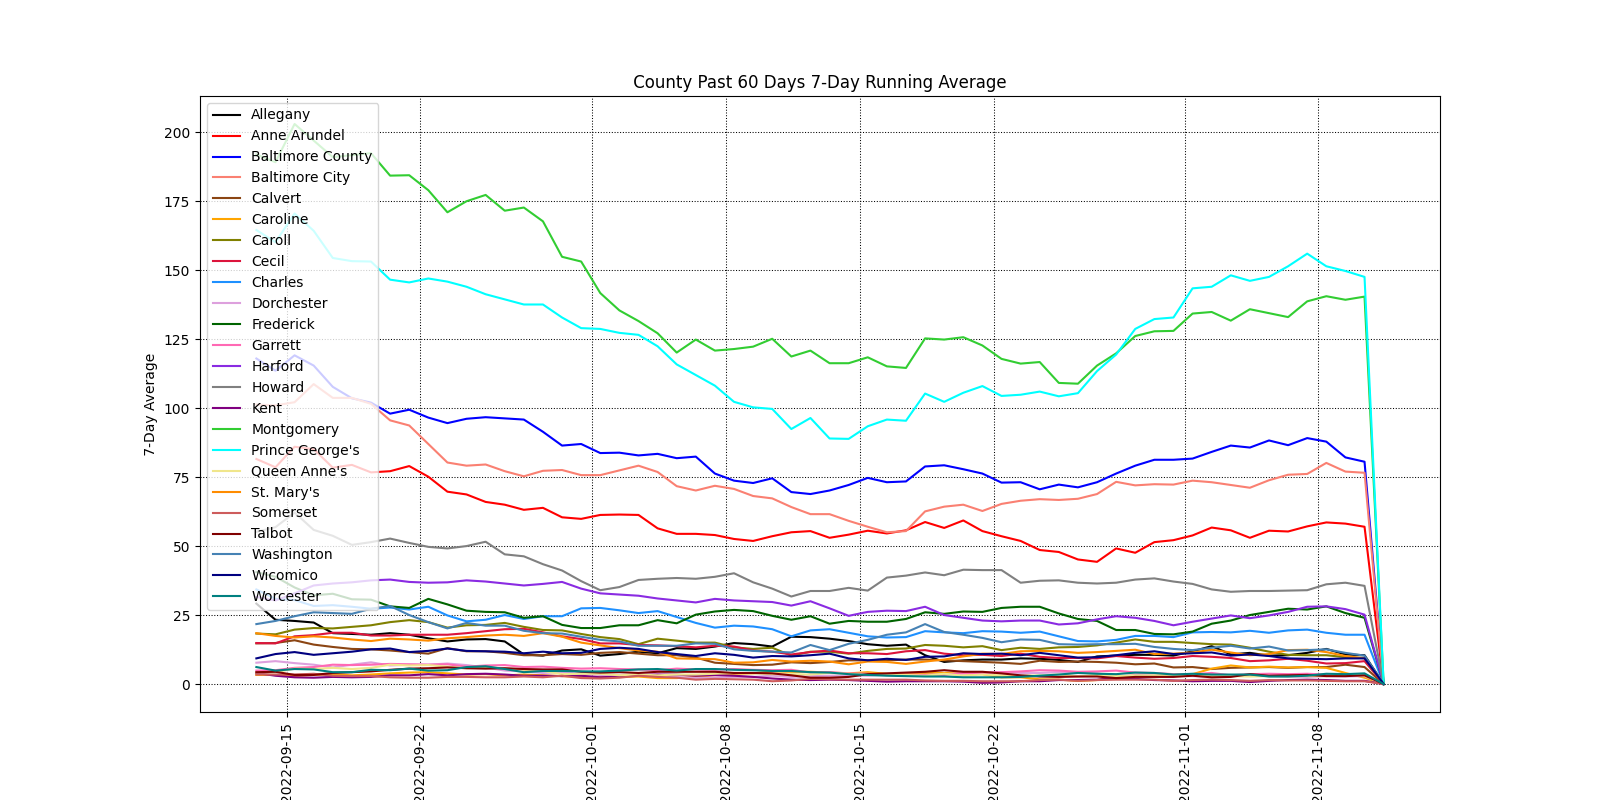 County Past 60 Days 7-Day Running Average
7-Day Average
200
175
150
125
100
75
50
25
0
Allegany
Anne Arundel
Baltimore County
Baltimore City
Calvert
Caroline
Caroll
Cecil
Charles
Dorchester
Frederick
Garrett
Harford
Howard
Kent
Montgomery
Prince George's
Queen Anne's
St. Mary's
Somerset
Talbot
Washington
Wicomico
Worcester
2022-09-15
2022-09-22
2022-10-01
2022-10-08
2022-10-15
2022-10-22
2022-11-01
2022-11-08